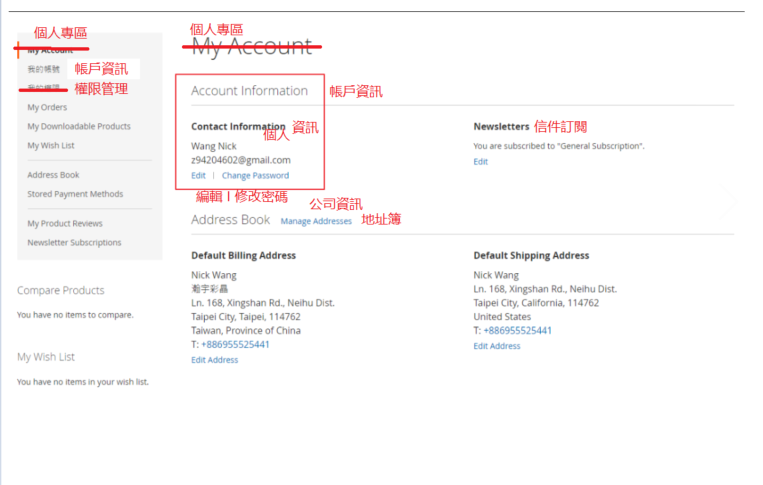 個人專區
My Account
我的帳號 帳戶資訊
權限管理
My Orders
My Downloadable Products
My Wish List
Address Book
Stored Payment Methods
My Product Reviews
Newsletter Subscriptions
Compare Products
You have no items to compare.
My Wish List
You have no items in your wish list.
個人專區
My Account
Account Information 帳戶資訊
Contact Information 個人 資訊
Wang Nick
z94204602@gmail.com
Edit | Change Password
編輯 | 修改密碼
Newsletters 信件訂閱
You are subscribed to "General Subscription".
Edit
公司資訊
Address Book Manage Addresses 地址簿
Default Billing Address
Nick Wang
瀚宇彩晶
Ln. 168, Xingshan Rd., Neihu Dist.
Taipei City, Taipei, 114762
Taiwan, Province of China
T: +886955525441
Edit Address
Default Shipping Address
Nick Wang
Ln. 168, Xingshan Rd., Neihu Dist.
Taipei City, California, 114762
United States
T: +886955525441
Edit Address